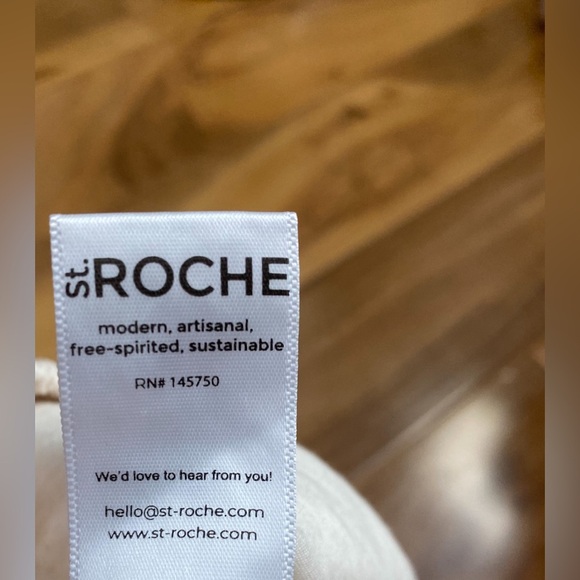 St. ROCHE
modern, artisanal,
free-spirited, sustainable
RN# 145750
We'd love to hear from you!
hello@st-roche.com
www.st-roche.com